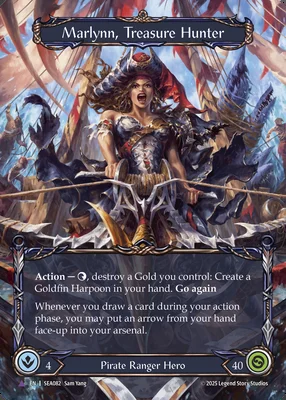 Marlynn, Treasure Hunter
Action — , destroy a Gold you control: Create a
Goldfin Harpoon in your hand. Go again
Whenever you draw a card during your action
phase, you may put an arrow from your hand
face-up into your arsenal.
4
Pirate Ranger Hero
40
EN SEA082 Sam Yang
© 2025 Legend Story Studios